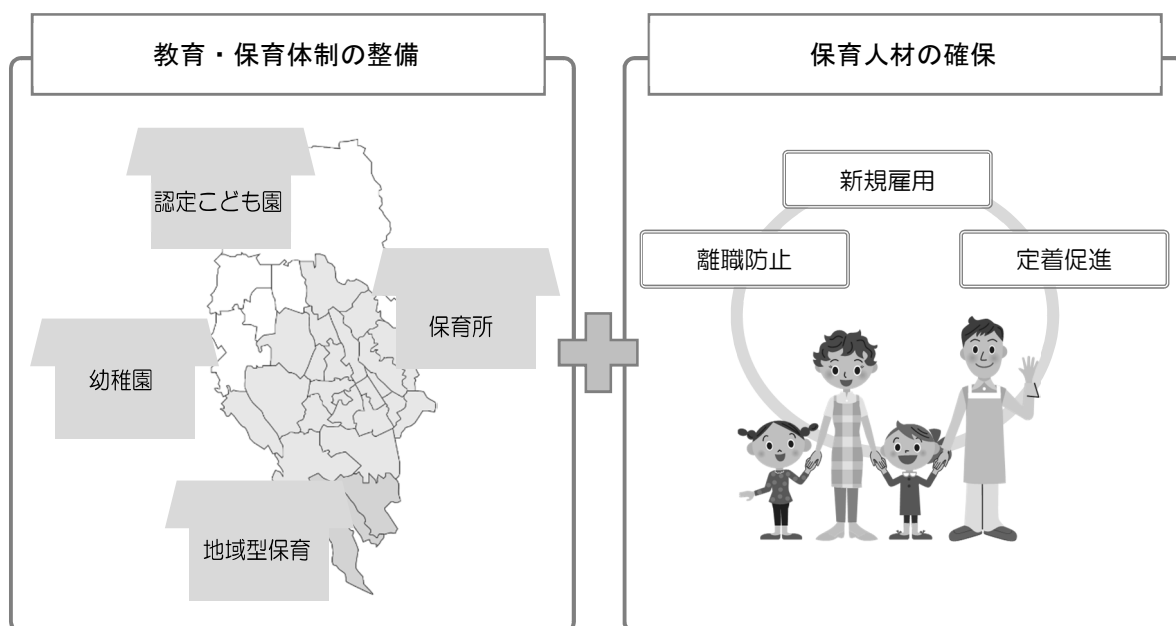 教育・保育体制の整備
認定こども園
保育所
幼稚園
地域型保育
保育人材の確保
新規雇用
離職防止
定着促進